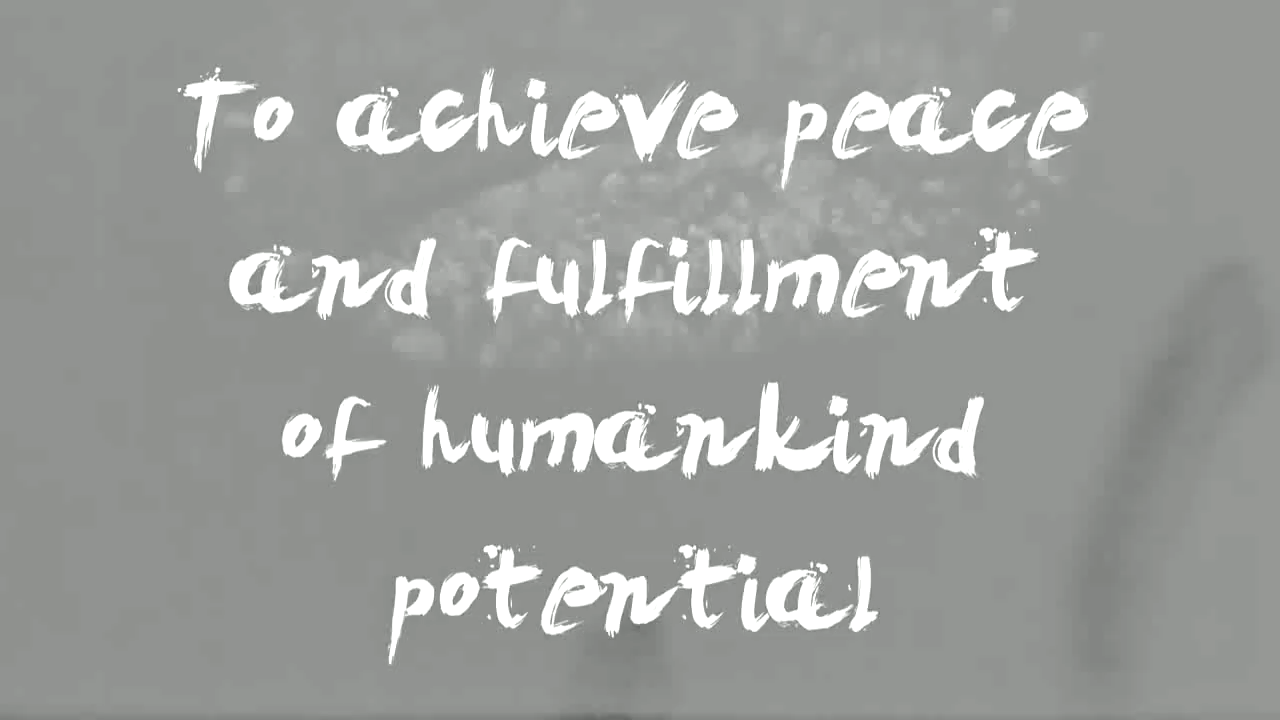 To achieve peace
and fulfillment
of humankind
potential